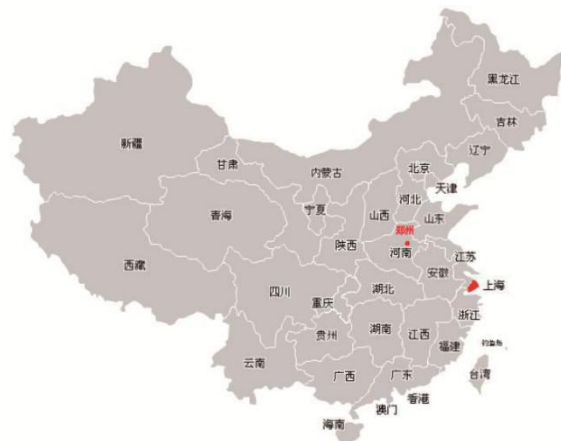 黑龙江
吉林
辽宁
新疆
甘肃
内蒙古
北京
天津
宁夏
山西
河北
山东
青海
郑州
陕西
河南
江苏
西藏
安徽
上海
四川
重庆
湖北
浙江
贵州
湖南
江西
钓鱼岛
福建
云南
广西
广东
台湾
香港
澳门
海南